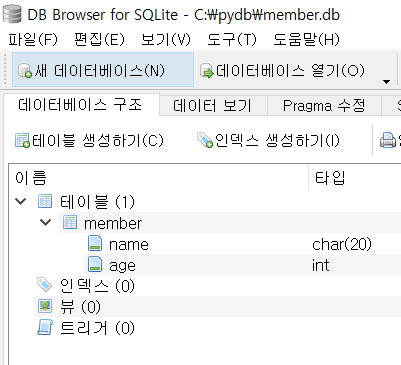 DB Browser for SQLite - C:₩pydb₩member.db
파일(F) 편집(E) 보기(V) 도구(T) 도움말(H)
새 데이터베이스(N) 데이터베이스 열기(O)
데이터베이스 구조 데이터 보기 Pragma 수정
테이블 생성하기(C) 인덱스 생성하기(I)
이름 타입
테이블 (1)
member
name char(20)
age int
인덱스 (0)
뷰 (0)
트리거 (0)